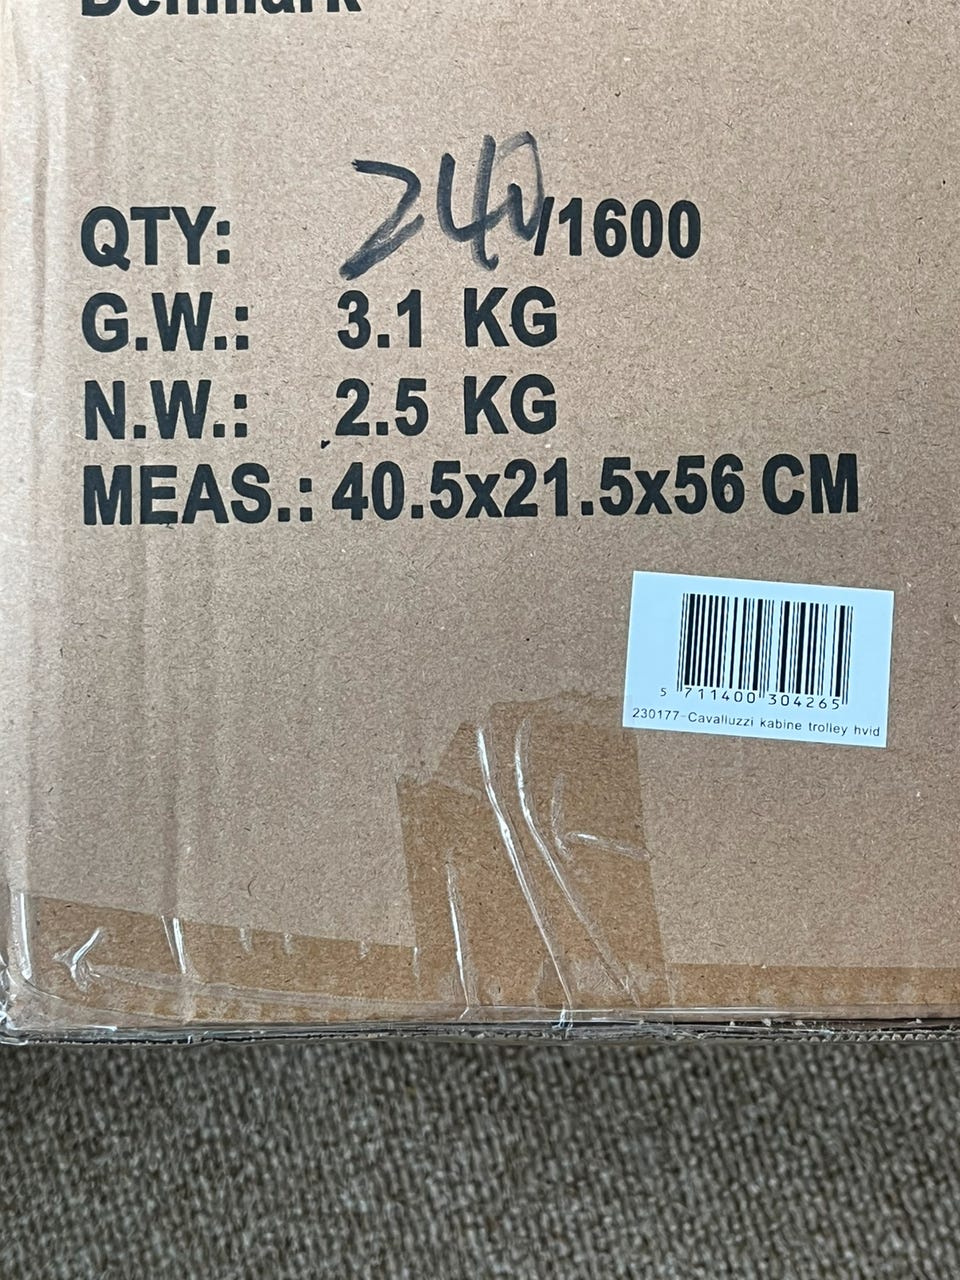 Denmark
QTY: 240/1600
G.W.: 3.1 KG
N.W.: 2.5 KG
MEAS.: 40.5x21.5x56 CM
5 711400 304265
230177-Cavalluzzi kabine trolley hvid